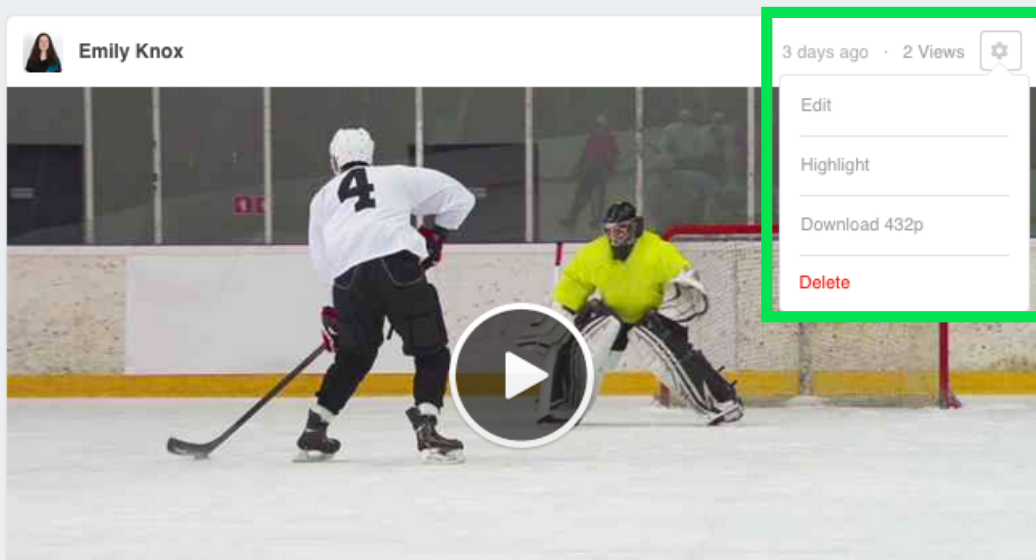 Emily Knox
3 days ago · 2 Views
Edit
Highlight
Download 432p
Delete
4